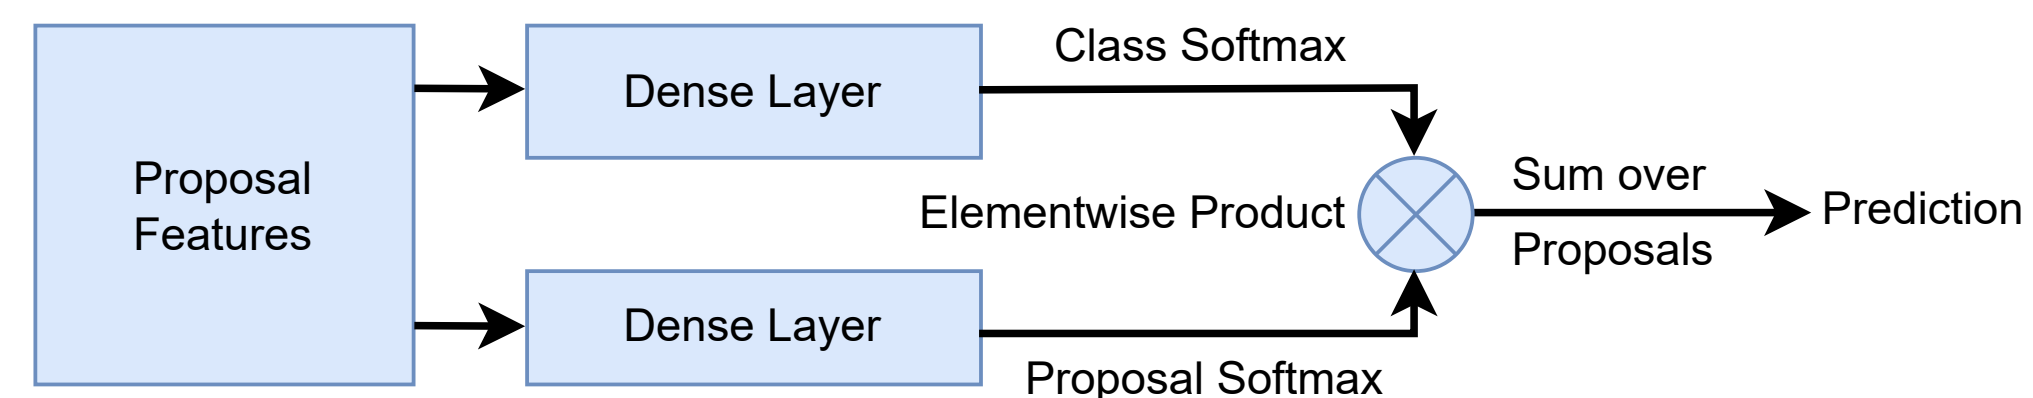 Proposal
Features
Dense Layer
Class Softmax
Elementwise Product
Dense Layer
Proposal Softmax
Sum over
Proposals
Prediction